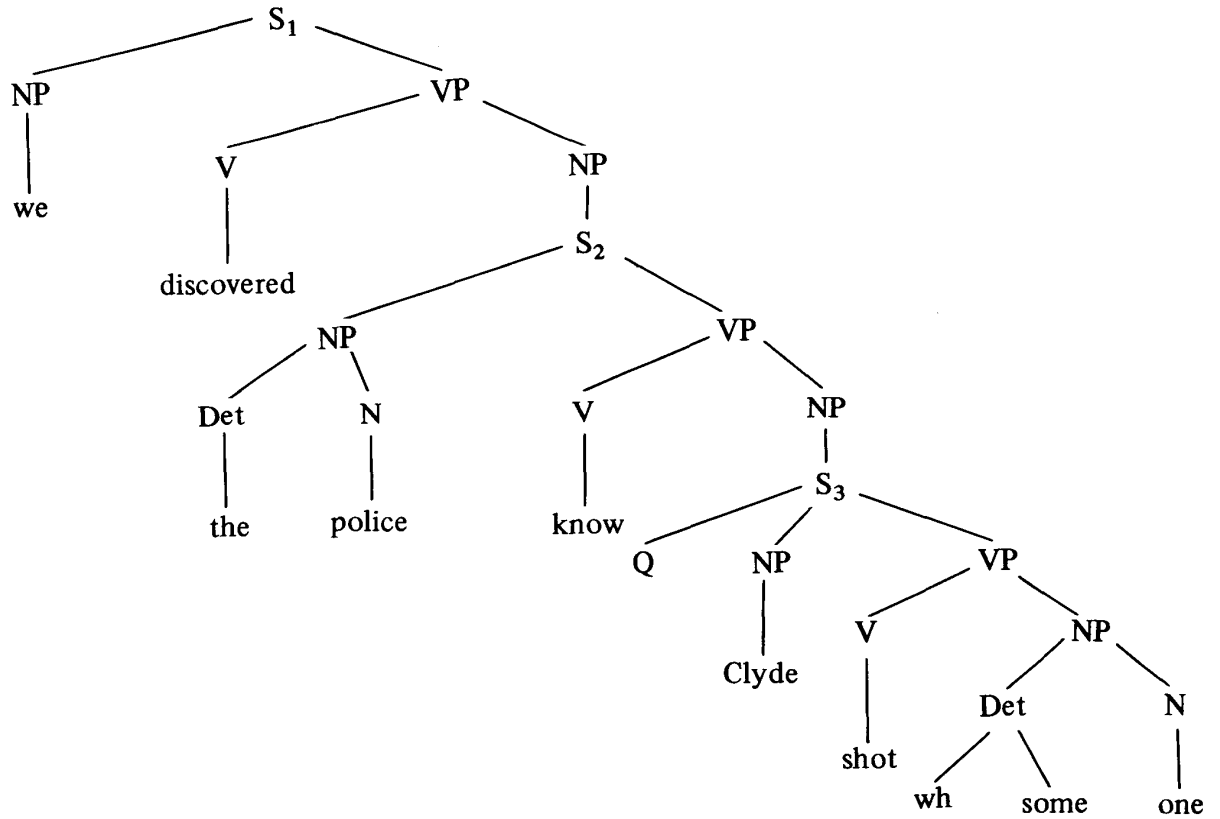 S₁
NP VP
V NP
we
S₂
discovered
NP VP
Det N V NP
S₃
the police know
Q NP VP
V NP
Clyde
Det N
shot
wh some one